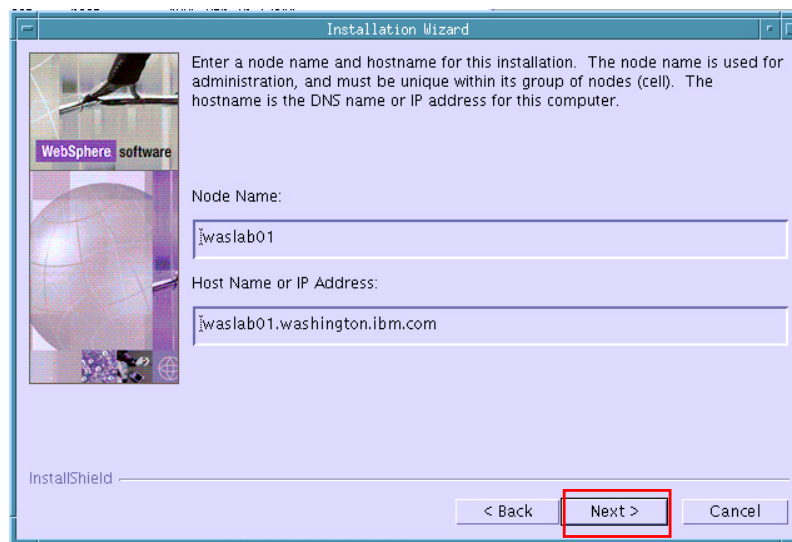 Installation Wizard
Enter a node name and hostname for this installation. The node name is used for
administration, and must be unique within its group of nodes (cell). The
hostname is the DNS name or IP address for this computer.
WebSphere software
Node Name:
waslab01
Host Name or IP Address:
waslab01.washington.ibm.com
InstallShield
< Back
Next >
Cancel